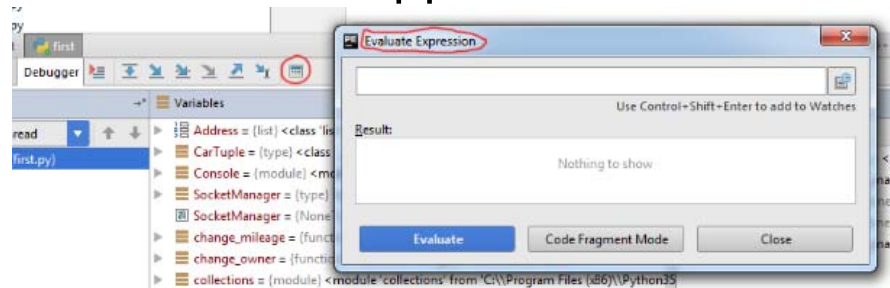 py
first
Evaluate Expression
Debugger
Variables
Use Control+Shift+Enter to add to Watches
read
Address = {list} <class 'lis
Result:
first.py)
CarTuple = {type} <class
Nothing to show
Console = {module} <mo
SocketManager = {type}
SocketManager = {None
change_mileage = {funct
Evaluate
Code Fragment Mode
Close
change_owner = {functio
collections = {module} <module 'collections' from 'C:\\Program Files (x86)\\Python35